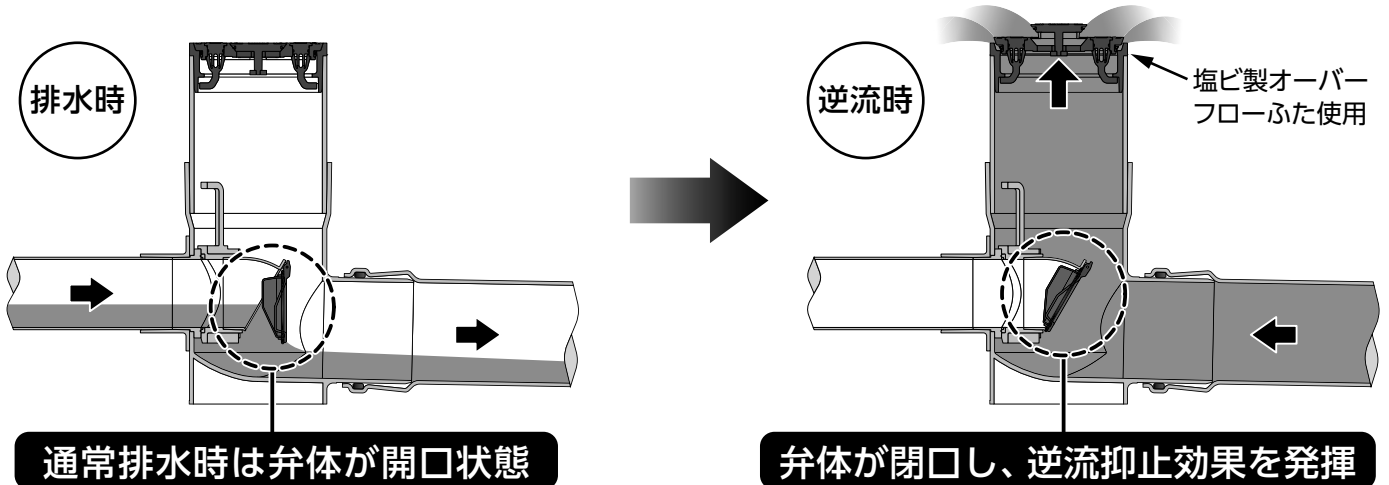 排水時
逆流時
塩ビ製オーバー
フローふた使用
通常排水時は弁体が開口状態
弁体が閉口し、逆流抑止効果を発揮